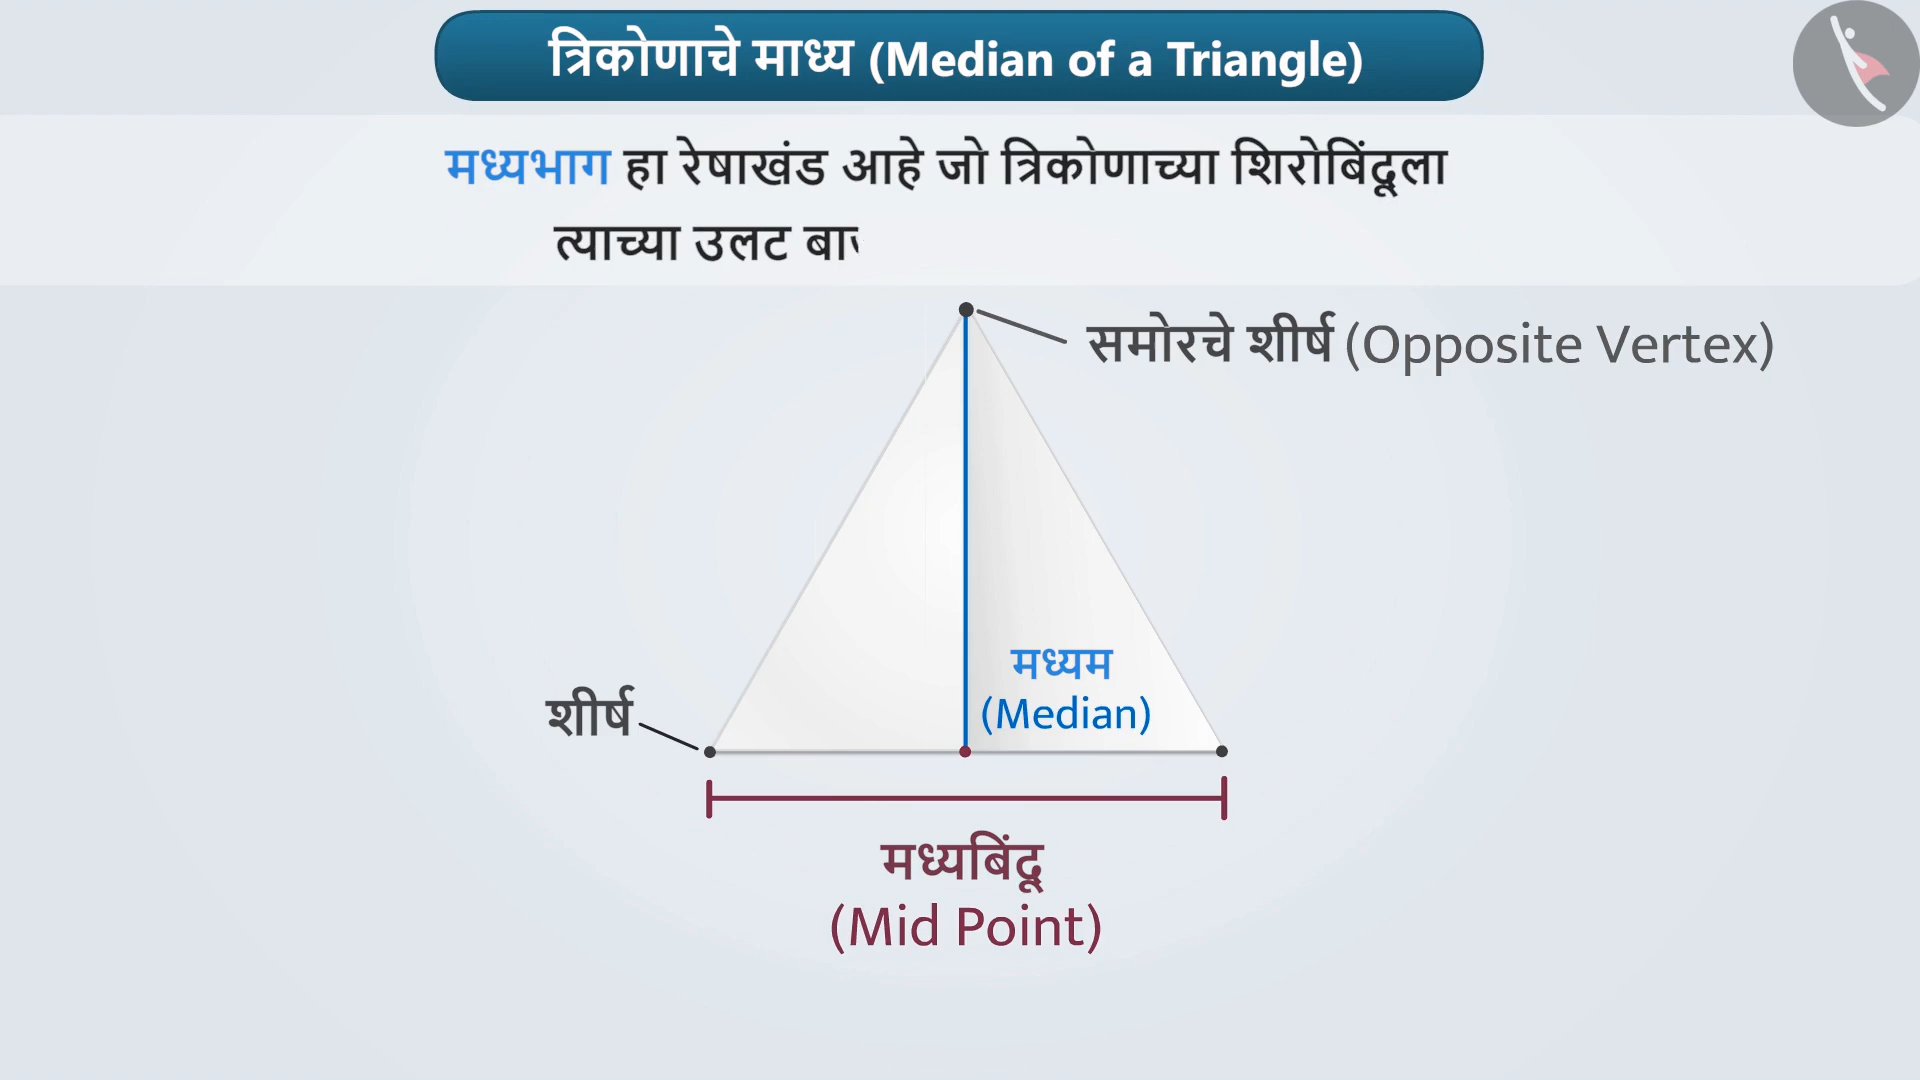 त्रिकोणाचे माध्य (Median of a Triangle)
मध्यभाग हा रेषाखंड आहे जो त्रिकोणाच्या शिरोबिंदूला
त्याच्या उलट
समोरचे शीर्ष (Opposite Vertex)
मध्यम
(Median)
शीर्ष
मध्यबिंदू
(Mid Point)